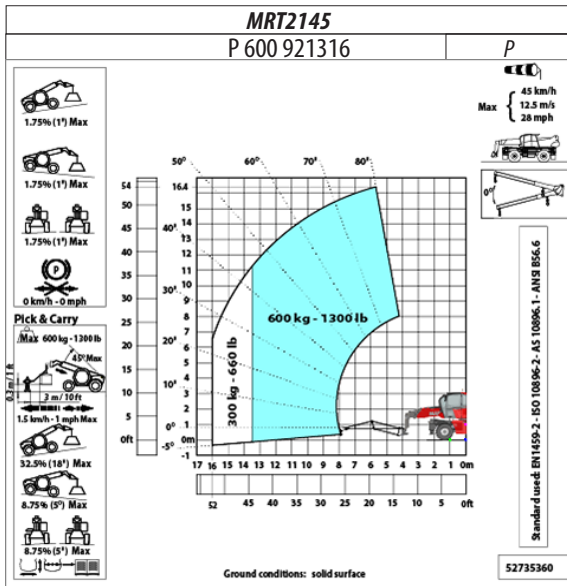 MRT2145
P 600 921316 P
1.75% (1°) Max
1.75% (1°) Max
1.75% (1°) Max
P
0 km/h - 0 mph
Pick & Carry
Max 600 kg - 1300 lb
45° Max
0.3 m / 1 ft
3 m / 10 ft
1.5 km/h - 1 mph Max
32.5% (18°) Max
8.75% (5°) Max
8.75% (5°) Max
Max
45 km/h
12.5 m/s
28 mph
0°
50° 60° 70° 80°
40°
30°
20°
10°
0°
-5°
54
50
45
40
35
30
25
20
15
10
5
0ft
16.4
15
14
13
12
11
10
9
8
7
6
5
4
3
2
1
0m
-1
600 kg - 1300 lb
300 kg - 660 lb
17 16 15 14 13 12 11 10 9 8 7 6 5 4 3 2 1 0m
52 45 40 35 30 25 20 15 10 5 0ft
Ground conditions: solid surface
Standard used: EN1459-2 - ISO 10896-2 - AS 10896.1 - ANSI B56.6
52735360